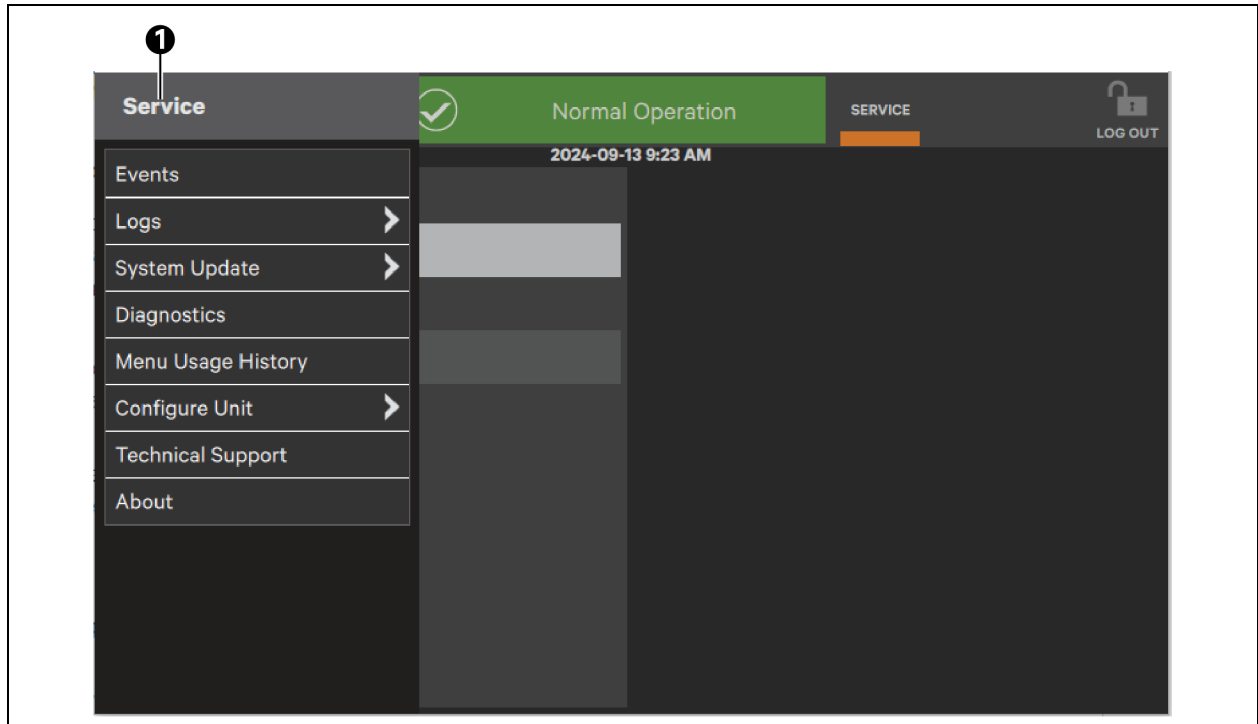 1
Service
Normal Operation
SERVICE
LOG OUT
2024-09-13 9:23 AM
Events
Logs
System Update
Diagnostics
Menu Usage History
Configure Unit
Technical Support
About